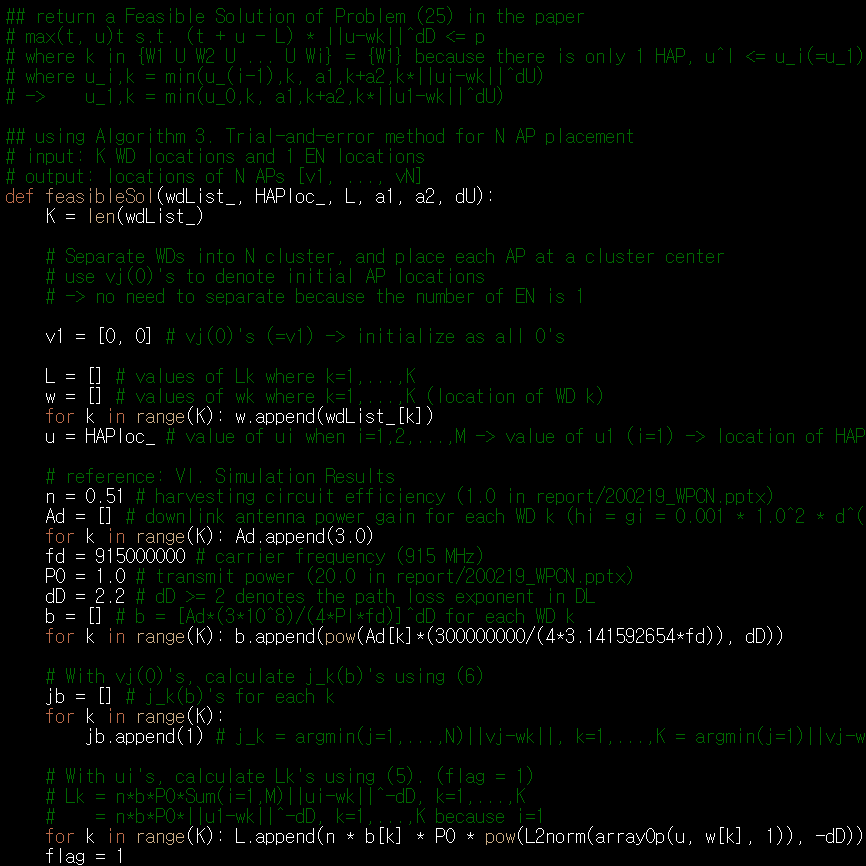 ## return a Feasible Solution of Problem (25) in the paper
# max(t, u)t s.t. (t + u - L) * ||u-wk||^dD <= p
# where k in {W1 U W2 U ... U Wi} = {W1} because there is only 1 HAP, u^l <= u_i(=u_1)
# where u_i,k = min(u_(i-1),k, a1,k+a2,k*||ui-wk||^dU)
# -> u_1,k = min(u_0,k, a1,k+a2,k*||u1-wk||^dU)
## using Algorithm 3. Trial-and-error method for N AP placement
# input: K WD locations and 1 EN locations
# output: locations of N APs [v1, ..., vN]
def feasibleSol(wdList_, HAPloc_, L, a1, a2, dU):
K = len(wdList_)
# Separate WDs into N cluster, and place each AP at a cluster center
# use vj(0)'s to denote initial AP locations
# -> no need to separate because the number of EN is 1
v1 = [0, 0] # vj(0)'s (=v1) -> initialize as all 0's
L = [] # values of Lk where k=1,...,K
w = [] # values of wk where k=1,...,K (location of WD k)
for k in range(K): w.append(wdList_[k])
u = HAPloc_ # value of ui when i=1,2,...,M -> value of u1 (i=1) -> location of HAP
# reference: VI. Simulation Results
n = 0.51 # harvesting circuit efficiency (1.0 in report/200219_WPCN.pptx)
Ad = [] # downlink antenna power gain for each WD k (hi = gi = 0.001 * 1.0^2 * d^(
for k in range(K): Ad.append(3.0)
fd = 915000000 # carrier frequency (915 MHz)
P0 = 1.0 # transmit power (20.0 in report/200219_WPCN.pptx)
dD = 2.2 # dD >= 2 denotes the path loss exponent in DL
b = [] # b = [Ad*(3*10^8)/(4*PI*fd)]^dD for each WD k
for k in range(K): b.append(pow(Ad[k]*(300000000/(4*3.141592654*fd)), dD))
# With vj(0)'s, calculate j_k(b)'s using (6)
jb = [] # j_k(b)'s for each k
for k in range(K):
jb.append(1) # j_k = argmin(j=1,...,N)||vj-wk||, k=1,...,K = argmin(j=1)||vj-w
# With ui's, calculate Lk's using (5). (flag = 1)
# Lk = n*b*P0*Sum(i=1,M)||ui-wk||^-dD, k=1,...,K
# = n*b*P0*||u1-wk||^-dD, k=1,...,K because i=1
for k in range(K): L.append(n * b[k] * P0 * pow(L2norm(arrayOp(u, w[k], 1)), -dD))
flag = 1